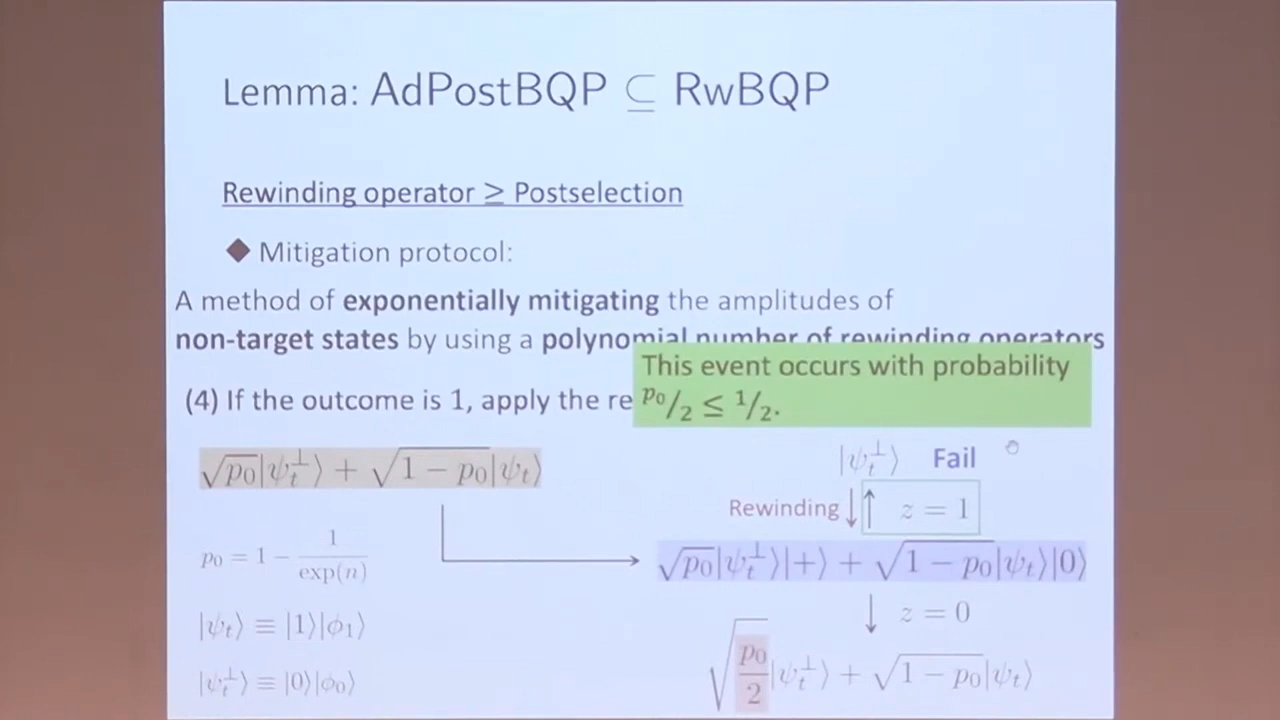 Lemma: AdPostBQP ⊆ RwBQP
Rewinding operator ≥ Postselection
◆ Mitigation protocol:
A method of exponentially mitigating the amplitudes of
non-target states by using a polynomial number of rewinding operators
(4) If the outcome is 1, apply the re
This event occurs with probability
p₀/2 ≤ 1/2.
√p₀|ψ_t^⊥⟩ + √(1 − p₀)|ψ_t⟩
|ψ_t^⊥⟩ Fail
Rewinding ↓↑ z = 1
p₀ = 1 − 1/exp(n)
√p₀|ψ_t^⊥⟩|+⟩ + √(1 − p₀)|ψ_t⟩|0⟩
↓ z = 0
|ψ_t⟩ ≡ |1⟩|ϕ₁⟩
|ψ_t^⊥⟩ ≡ |0⟩|ϕ₀⟩
√(p₀/2)|ψ_t^⊥⟩ + √(1 − p₀)|ψ_t⟩